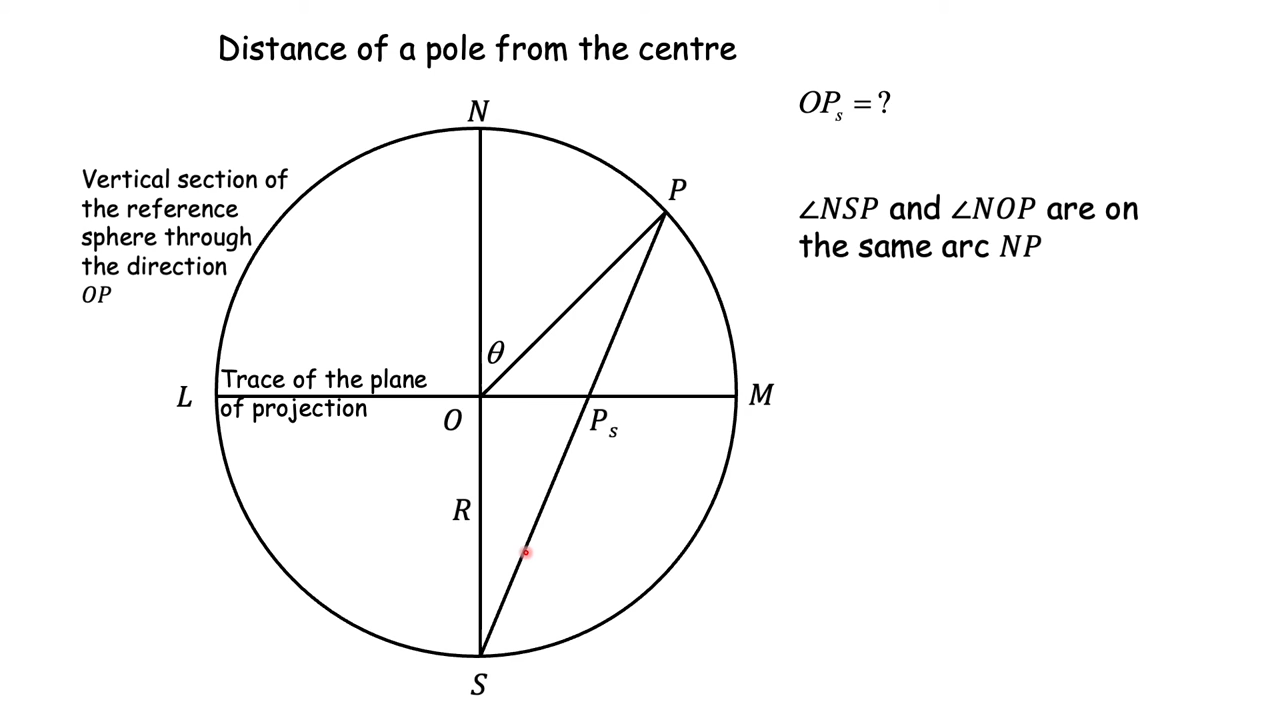 Distance of a pole from the centre
OPₛ = ?
N
Vertical section of
the reference
sphere through
the direction
OP
P
∠NSP and ∠NOP are on
the same arc NP
θ
Trace of the plane
of projection
L
M
O
Pₛ
R
S